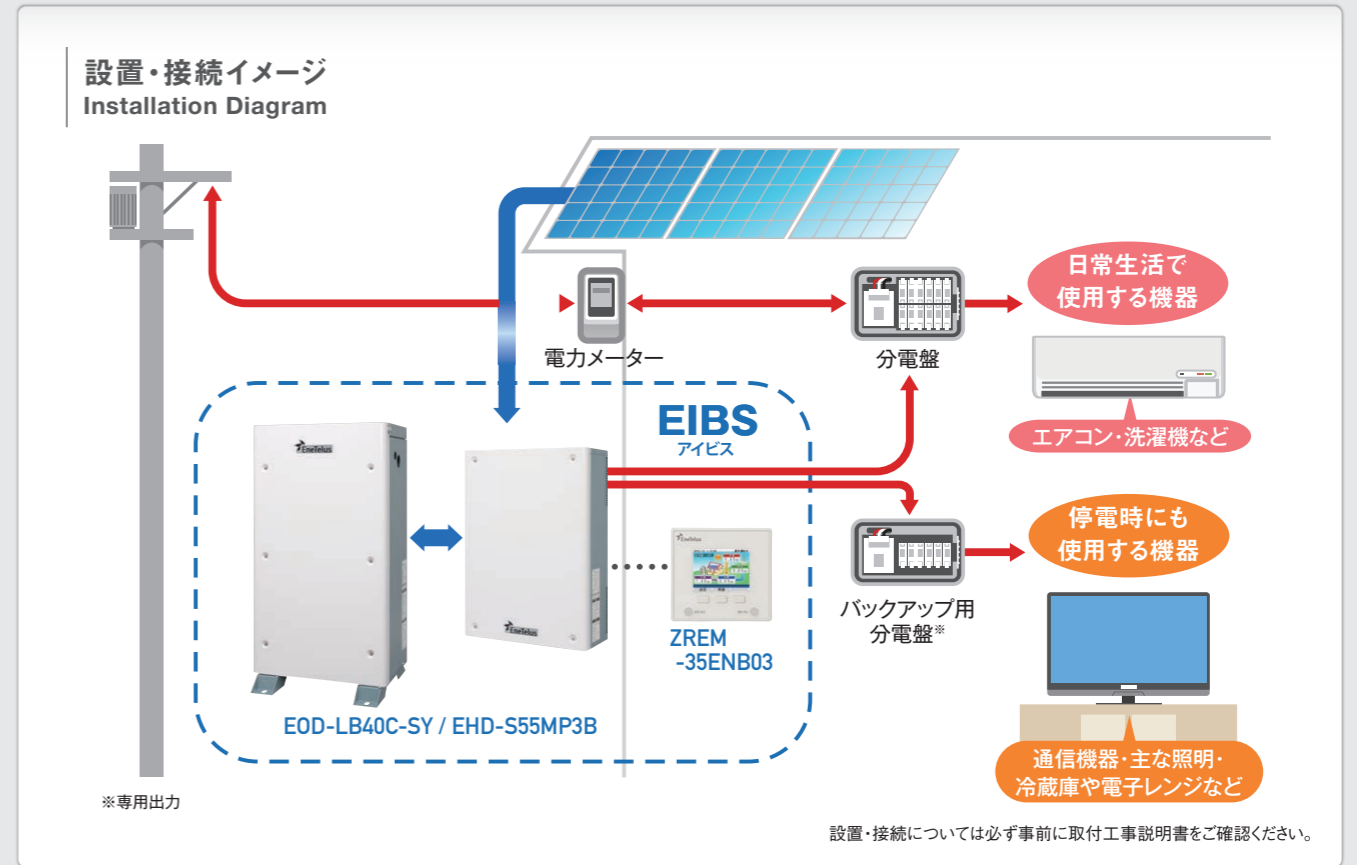 設置・接続イメージ
Installation Diagram
電力メーター
分電盤
日常生活で
使用する機器
エアコン・洗濯機など
EIBS
アイビス
EneTelus
EneTelus
EneTelus
ZREM
-35ENB03
EOD-LB40C-SY / EHD-S55MP3B
バックアップ用
分電盤※
停電時にも
使用する機器
通信機器・主な照明・
冷蔵庫や電子レンジなど
※専用出力
設置・接続については必ず事前に取付工事説明書をご確認ください。